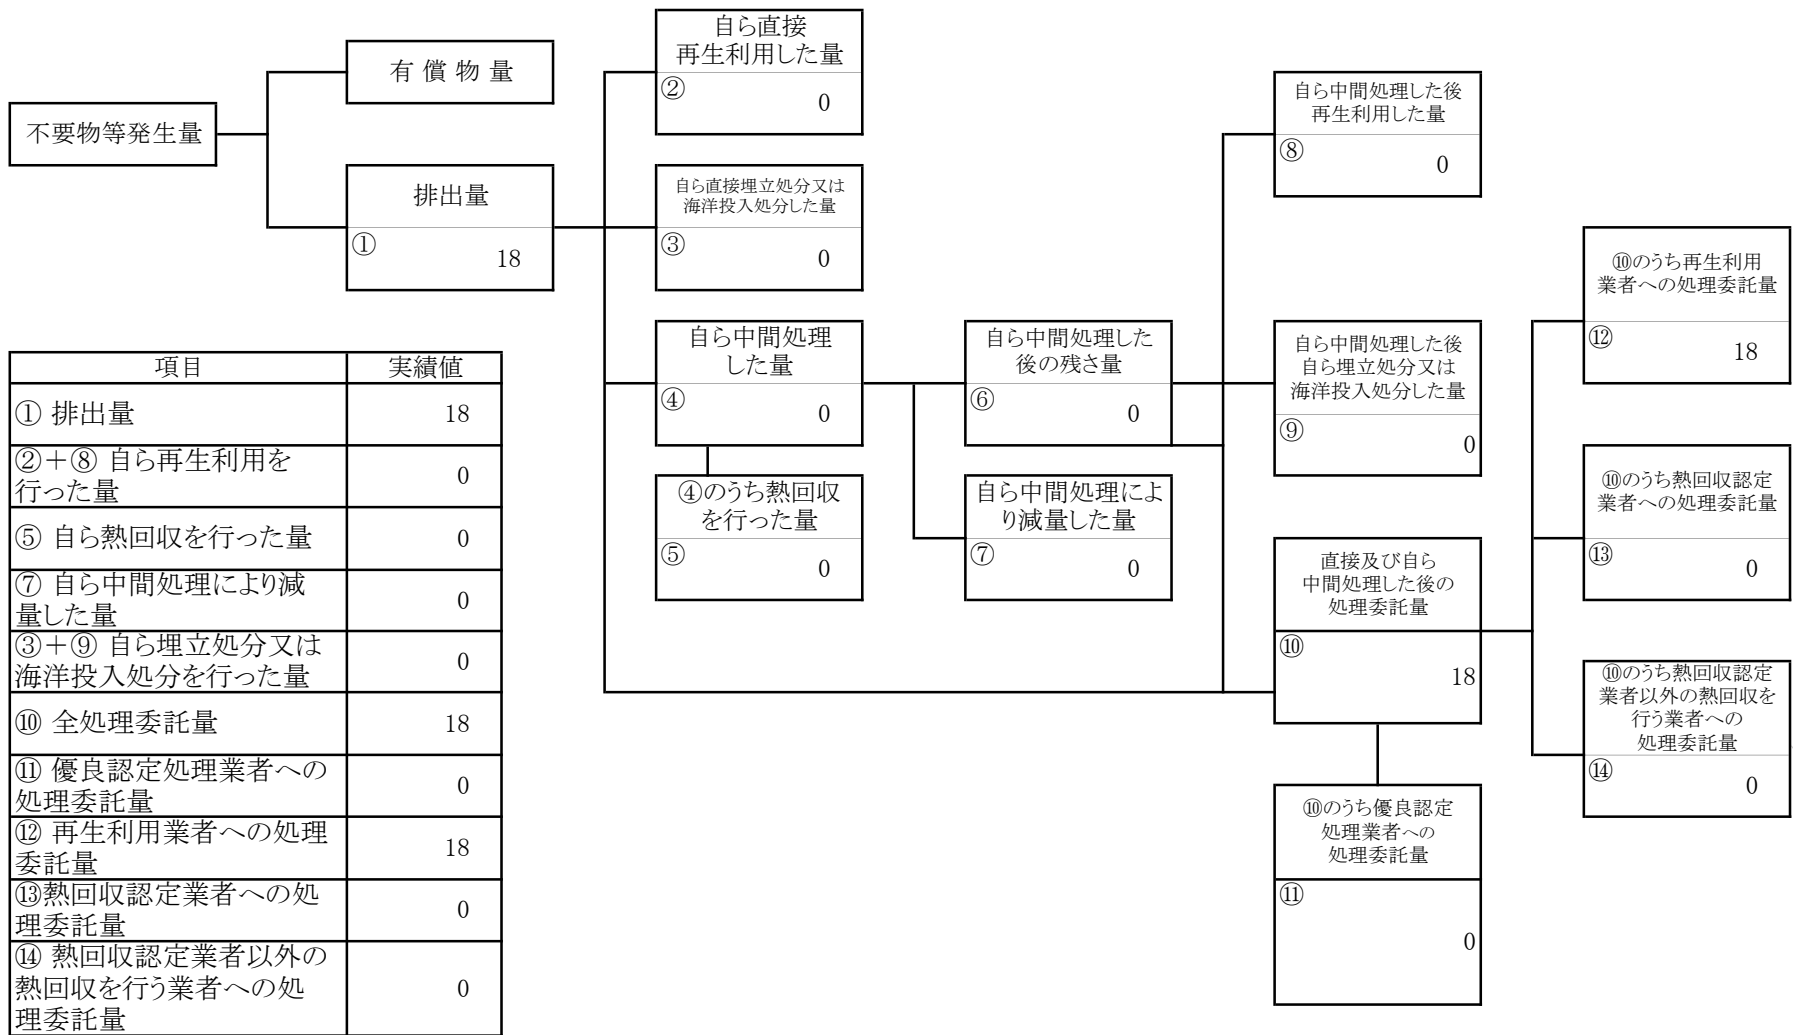 不要物等発生量
有償物量
排出量
①
18
自ら直接
再生利用した量
②
0
自ら直接埋立処分又は
海洋投入処分した量
③
0
自ら中間処理
した量
④
0
④のうち熱回収
を行った量
⑤
0
自ら中間処理した
後の残さ量
⑥
0
自ら中間処理によ
り減量した量
⑦
0
自ら中間処理した後
再生利用した量
⑧
0
自ら中間処理した後
自ら埋立処分又は
海洋投入処分した量
⑨
0
直接及び自ら
中間処理した後の
処理委託量
⑩
18
⑩のうち優良認定
処理業者への
処理委託量
⑪
0
⑩のうち再生利用
業者への処理委託量
⑫
18
⑩のうち熱回収認定
業者への処理委託量
⑬
0
⑩のうち熱回収認定
業者以外の熱回収を
行う業者への
処理委託量
⑭
0
項目 実績値
① 排出量 18
②＋⑧ 自ら再生利用を
行った量 0
⑤ 自ら熱回収を行った量 0
⑦ 自ら中間処理により減
量した量 0
③＋⑨ 自ら埋立処分又は
海洋投入処分を行った量 0
⑩ 全処理委託量 18
⑪ 優良認定処理業者への
処理委託量 0
⑫ 再生利用業者への処理
委託量 18
⑬熱回収認定業者への処
理委託量 0
⑭ 熱回収認定業者以外の
熱回収を行う業者への処
理委託量 0